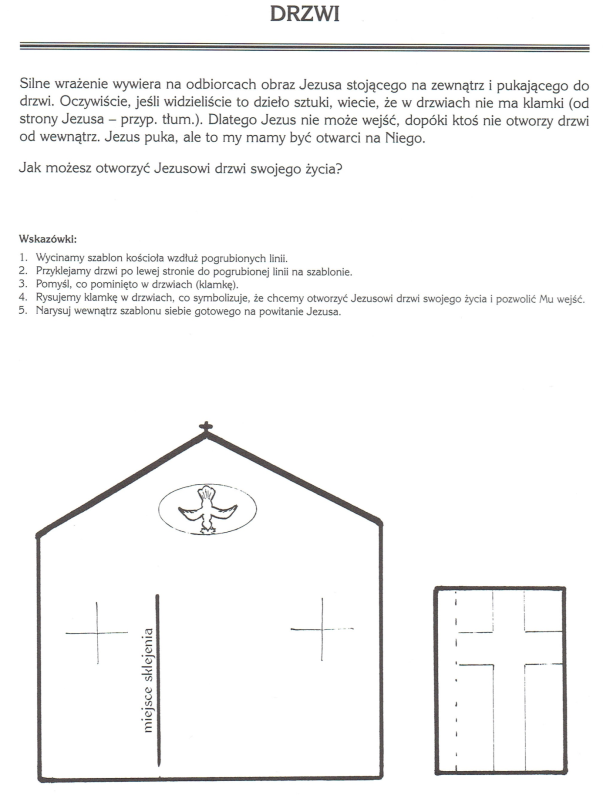 DRZWI
Silne wrażenie wywiera na odbiorcach obraz Jezusa stojącego na zewnątrz i pukającego do
drzwi. Oczywiście, jeśli widzieliście to dzieło sztuki, wiecie, że w drzwiach nie ma klamki (od
strony Jezusa – przyp. tłum.). Dlatego Jezus nie może wejść, dopóki ktoś nie otworzy drzwi
od wewnątrz. Jezus puka, ale to my mamy być otwarci na Niego.
Jak możesz otworzyć Jezusowi drzwi swojego życia?
Wskazówki:
1. Wycinamy szablon kościoła wzdłuż pogrubionych linii.
2. Przyklejamy drzwi po lewej stronie do pogrubionej linii na szablonie.
3. Pomyśl, co pominięto w drzwiach (klamkę).
4. Rysujemy klamkę w drzwiach, co symbolizuje, że chcemy otworzyć Jezusowi drzwi swojego życia i pozwolić Mu wejść.
5. Narysuj wewnątrz szablonu siebie gotowego na powitanie Jezusa.
miejsce sklejenia